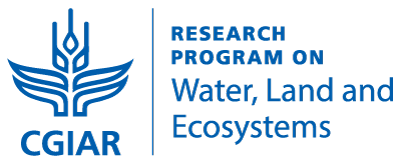 CGIAR
RESEARCH
PROGRAM ON
Water, Land and
Ecosystems